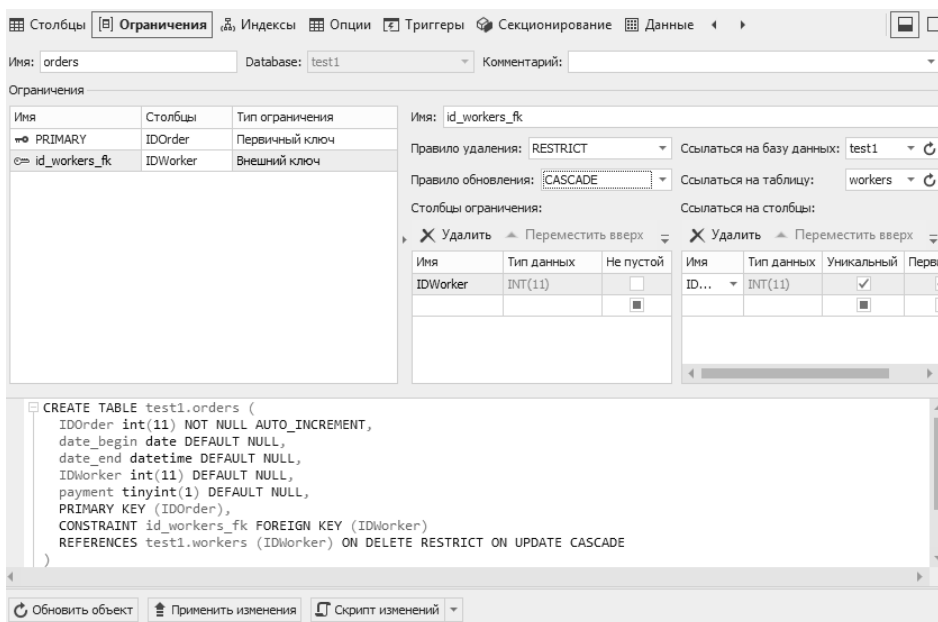 Столбцы Ограничения Индексы Опции Триггеры Секционирование Данные
Имя: orders Database: test1 Комментарий:
Ограничения
Имя Столбцы Тип ограничения
PRIMARY IDOrder Первичный ключ
id_workers_fk IDWorker Внешний ключ
Имя: id_workers_fk
Правило удаления: RESTRICT Ссылаться на базу данных: test1
Правило обновления: CASCADE Ссылаться на таблицу: workers
Столбцы ограничения: Ссылаться на столбцы:
Удалить Переместить вверх Удалить Переместить вверх
Имя Тип данных Не пустой Имя Тип данных Уникальный Перви
IDWorker INT(11) ID... INT(11)
CREATE TABLE test1.orders (
IDOrder int(11) NOT NULL AUTO_INCREMENT,
date_begin date DEFAULT NULL,
date_end datetime DEFAULT NULL,
IDWorker int(11) DEFAULT NULL,
payment tinyint(1) DEFAULT NULL,
PRIMARY KEY (IDOrder),
CONSTRAINT id_workers_fk FOREIGN KEY (IDWorker)
REFERENCES test1.workers (IDWorker) ON DELETE RESTRICT ON UPDATE CASCADE
)
Обновить объект Применить изменения Скрипт изменений